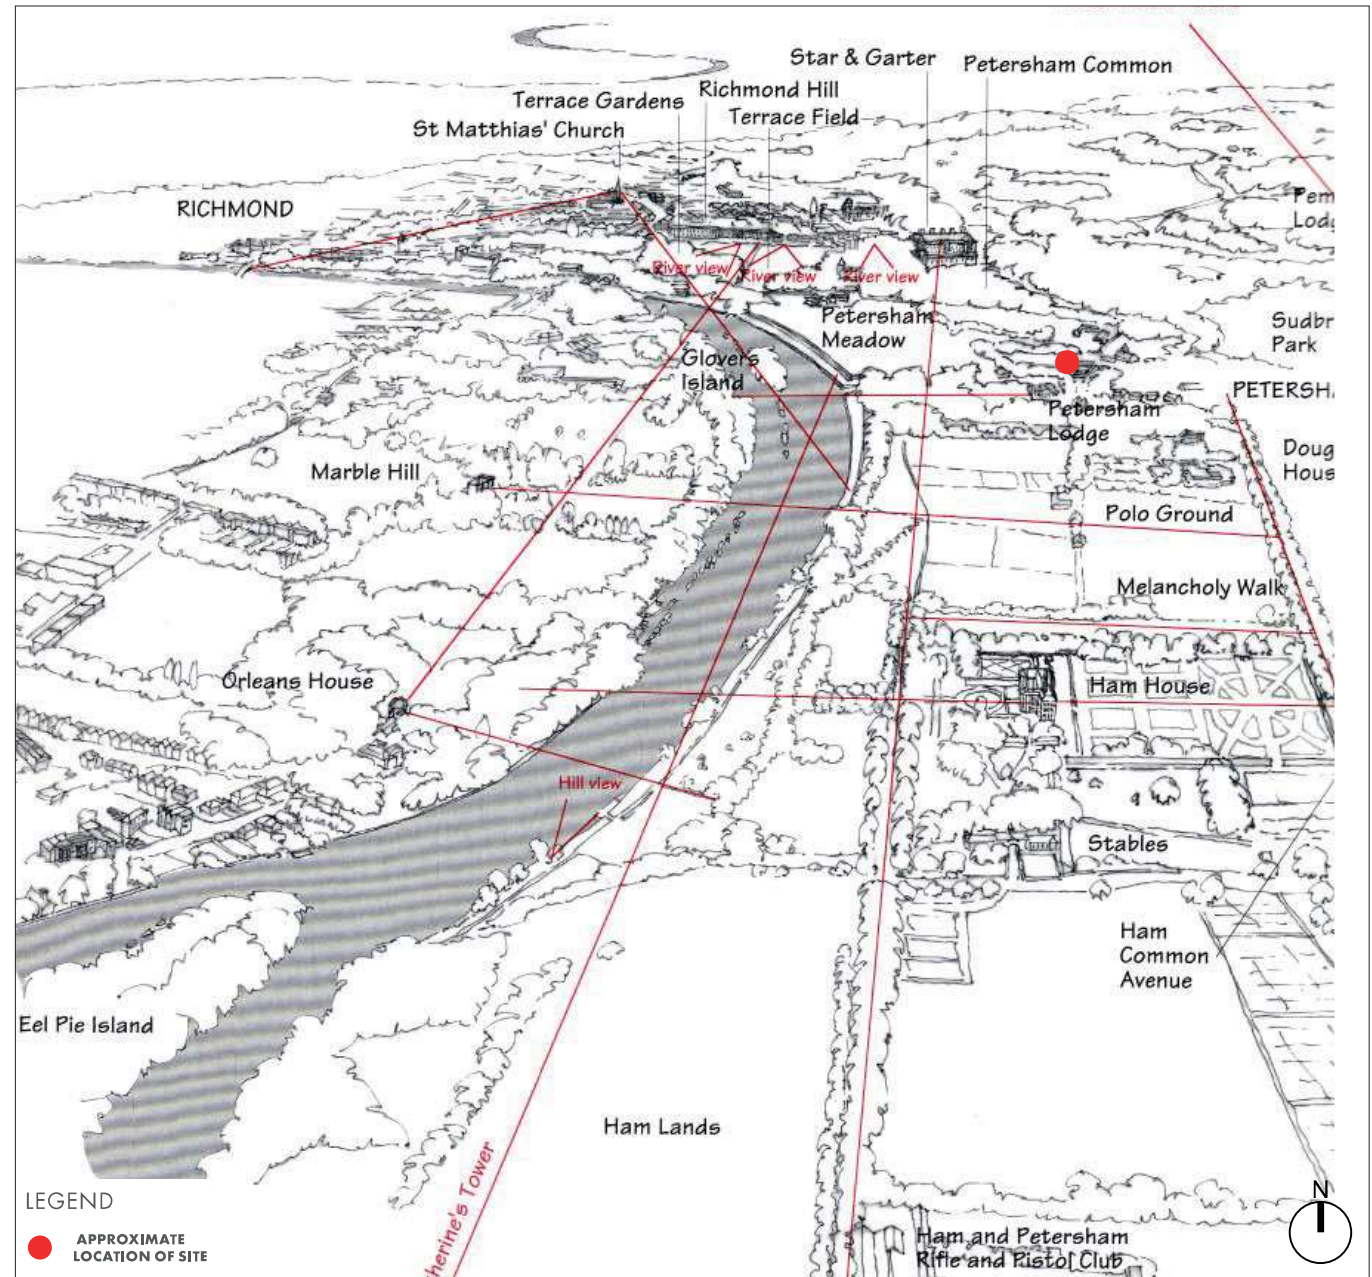 Star & Garter
Petersham Common
Richmond Hill
Terrace Gardens
Terrace Field
St Matthias' Church
RICHMOND
Pem
Lodg
River view
River view
River view
Petersham
Meadow
Sudbr
Park
Glovers
Island
PETERSH
Petersham
Lodge
Doug
Hous
Marble Hill
Polo Ground
Melancholy Walk
Orleans House
Ham House
Hill view
Stables
Ham
Common
Avenue
Eel Pie Island
Ham Lands
herine's Tower
LEGEND
APPROXIMATE
LOCATION OF SITE
N
Ham and Petersham
Rifle and Pistol Club